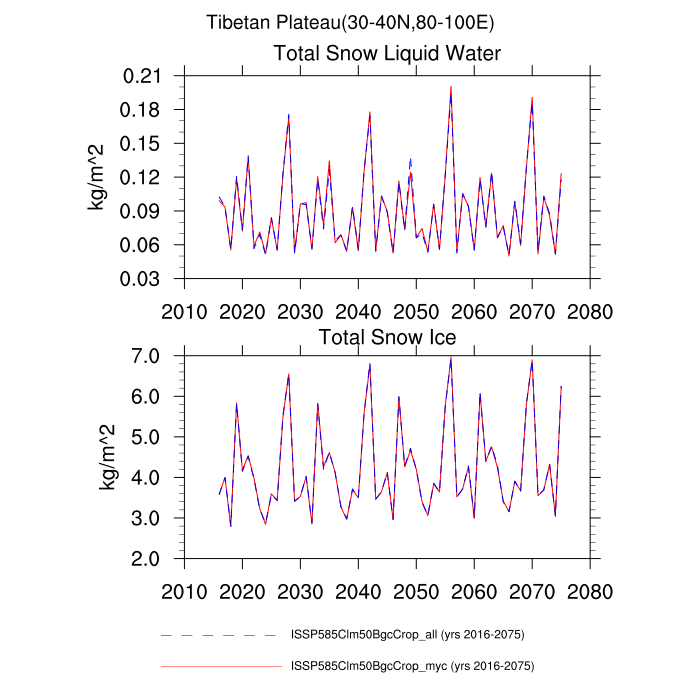 Tibetan Plateau(30-40N,80-100E)
Total Snow Liquid Water
0.21
0.18
0.15
0.12
0.09
0.06
0.03
kg/m^2
2010 2020 2030 2040 2050 2060 2070 2080
Total Snow Ice
7.0
6.0
5.0
4.0
3.0
2.0
kg/m^2
2010 2020 2030 2040 2050 2060 2070 2080
ISSP585Clm50BgcCrop_all (yrs 2016-2075)
ISSP585Clm50BgcCrop_myc (yrs 2016-2075)